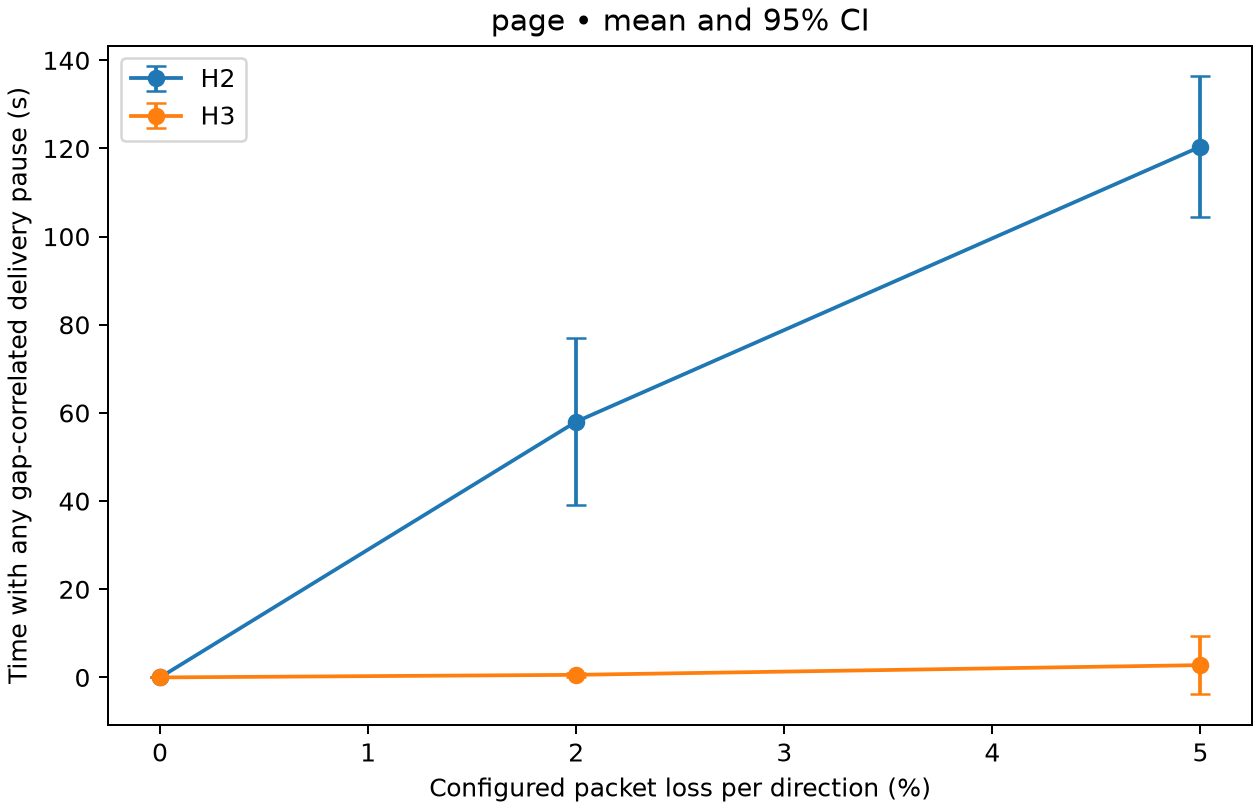 page • mean and 95% CI
H2
H3
Time with any gap-correlated delivery pause (s)
140
120
100
80
60
40
20
0
0 1 2 3 4 5
Configured packet loss per direction (%)